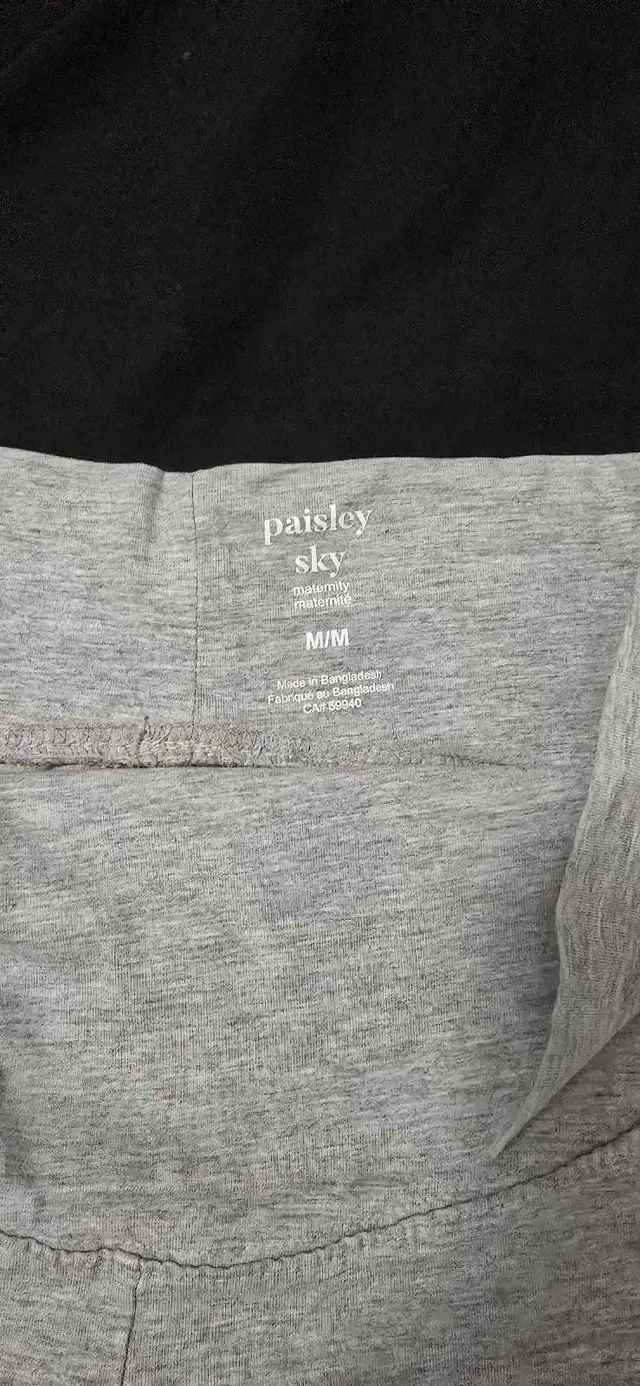 paisley
sky
maternity
maternité
M/M
Made in Bangladesh
Fabriqué au Bangladesh
CA# 59940